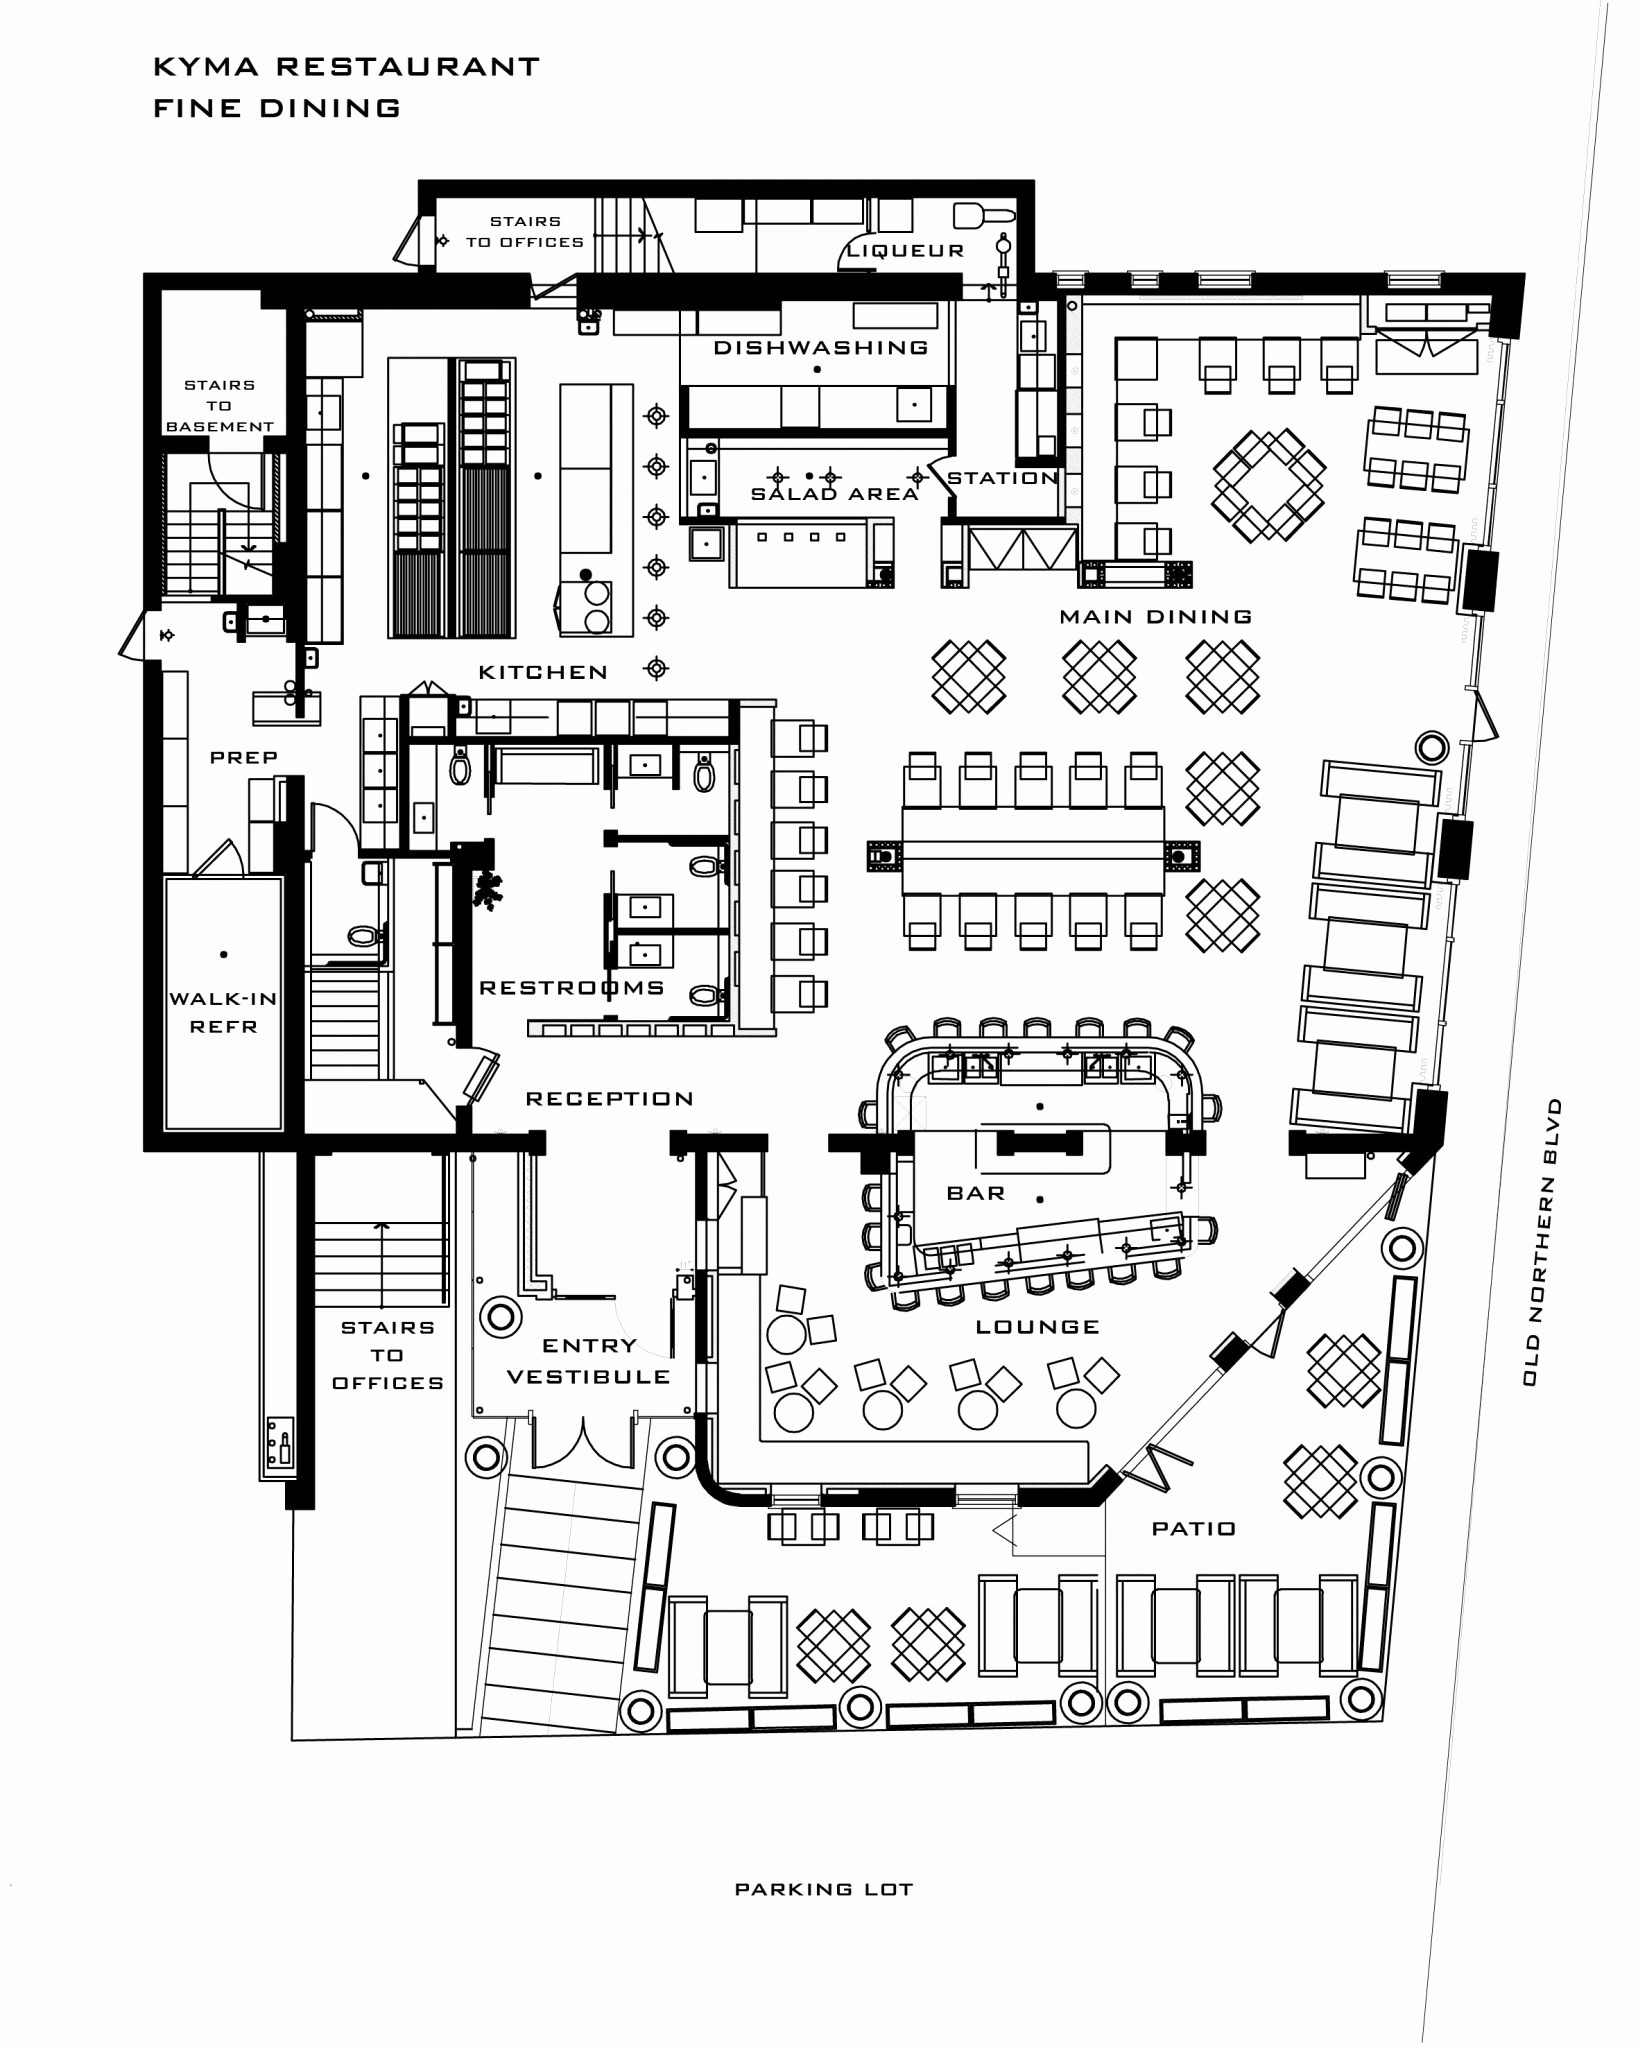 KYMA RESTAURANT
FINE DINING
STAIRS
TO OFFICES
LIQUEUR
DISHWASHING
STAIRS
TO
BASEMENT
STATION
SALAD AREA
MAIN DINING
KITCHEN
PREP
RESTROOMS
WALK-IN
REFR
RECEPTION
BAR
OLD NORTHERN BLVD
LOUNGE
STAIRS
TO
OFFICES
ENTRY
VESTIBULE
PATIO
PARKING LOT